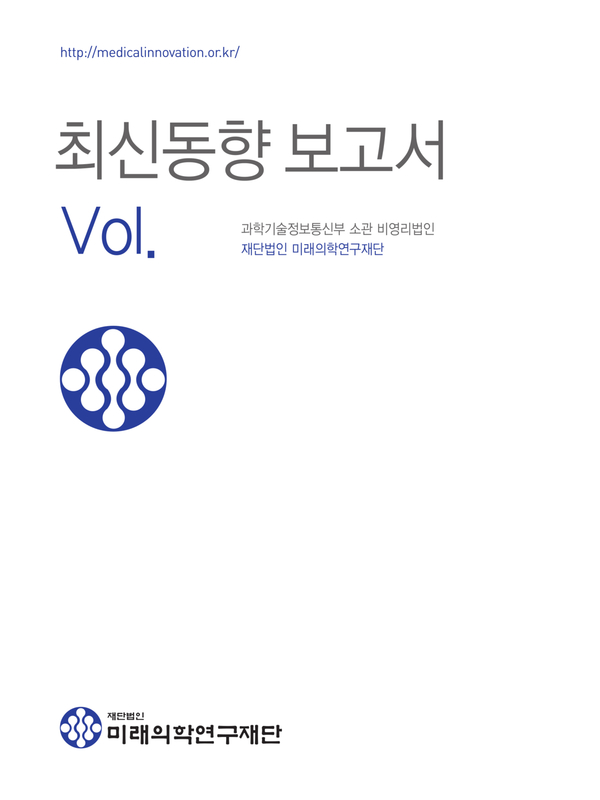 http://medicalinnovation.or.kr/
최신동향 보고서
Vol.
과학기술정보통신부 소관 비영리법인
재단법인 미래의학연구재단
재단법인
미래의학연구재단